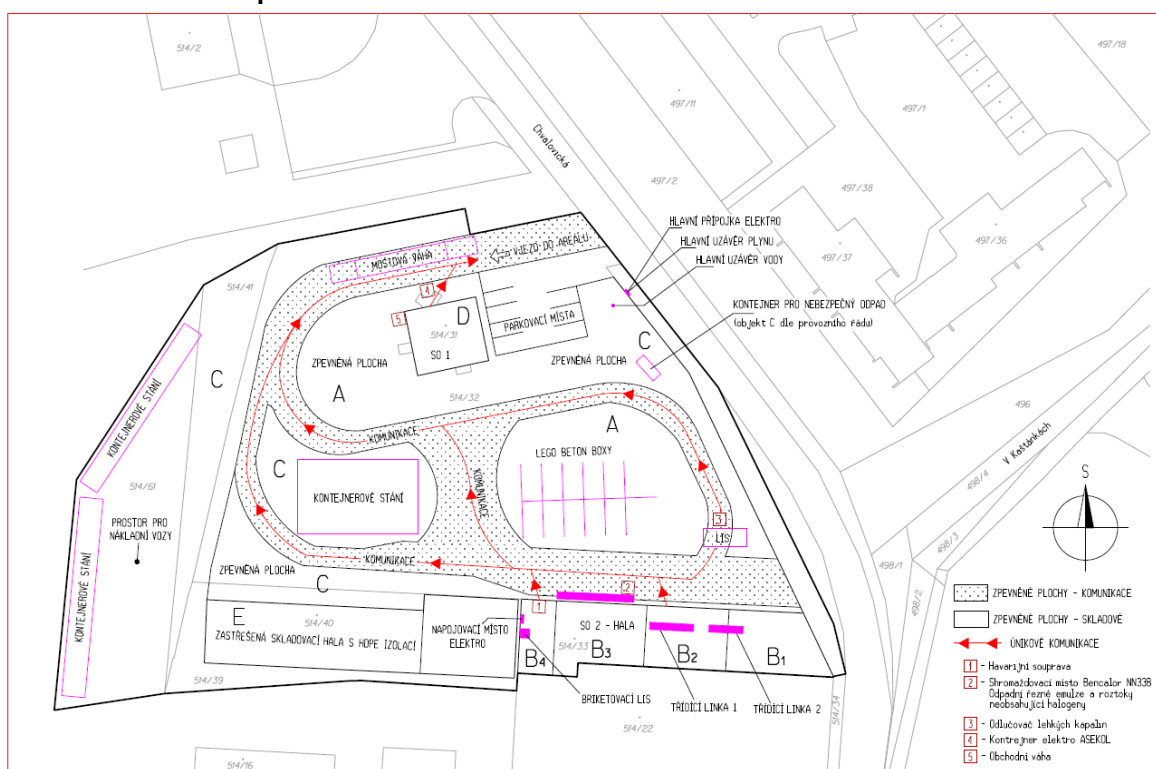 514/2
497/11
497/18
497/1
Chvalovická
497/2
497/38
497/36
497/37
HLAVNÍ PŘÍPOJKA ELEKTRO
HLAVNÍ UZÁVĚR PLYNU
HLAVNÍ UZÁVĚR VODY
KONTEJNER PRO NEBEZPEČNÝ ODPAD
(objekt C dle provozního řádu)
VJEZD DO AREÁLU
MOSTOVÁ VÁHA
514/41
4
5
D
514/31
SO 1
PARKOVACÍ MÍSTA
C
ZPEVNĚNÁ PLOCHA
ZPEVNĚNÁ PLOCHA
C
A
514/32
A
496
V Kaštánkách
KONTEJNEROVÉ STÁNÍ
KOMUNIKACE
LEGO BETON BOXY
C
KONTEJNEROVÉ STÁNÍ
KOMUNIKACE
498/4
514/61
S
PROSTOR PRO
NÁKLADNÍ VOZY
3
LIS
498/3
498/1
498/2
KONTEJNEROVÉ STÁNÍ
KOMUNIKACE
ZPEVNĚNÁ PLOCHA
C
2
1
E
514/40
ZASTŘEŠENÁ SKLADOVACÍ HALA S HDPE IZOLACÍ
NAPOJOVACÍ MÍSTO
ELEKTRO
SO 2 - HALA
514/33
B4
B3
B2
B1
514/39
BRIKETOVACÍ LIS
TŘÍDÍCÍ LINKA 1
TŘÍDÍCÍ LINKA 2
514/34
514/22
514/16
ZPEVNĚNÉ PLOCHY - KOMUNIKACE
ZPEVNĚNÉ PLOCHY - SKLADOVÉ
ÚNIKOVÉ KOMUNIKACE
1 - Havarijní souprava
2 - Shromažďovací místo Bencalor NN33B
Odpadní řezné emulze a roztoky
neobsahující halogeny
3 - Odlučovač lehkých kapalin
4 - Kontrejner elektro ASEKOL
5 - Obchodní váha